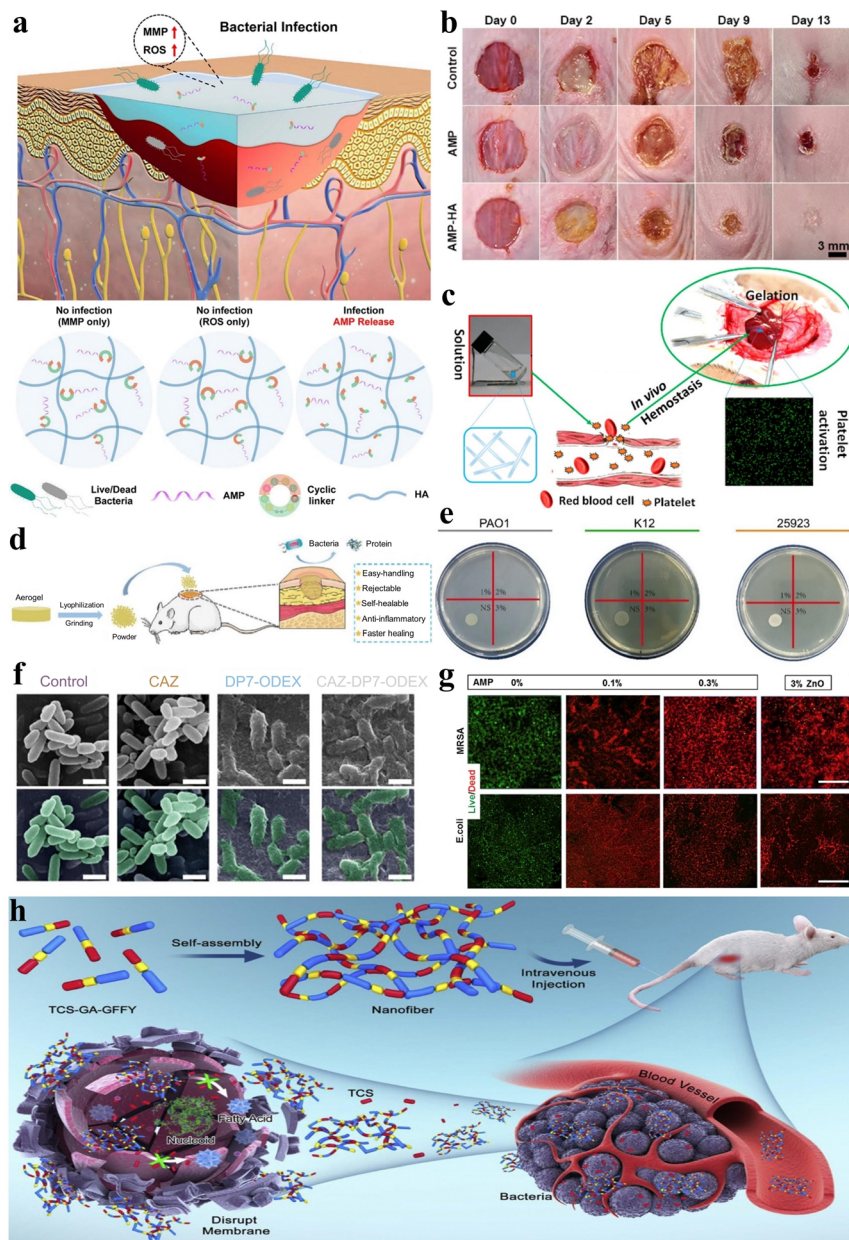 a
Bacterial Infection
MMP ↑
ROS ↑
No infection
(MMP only)
No infection
(ROS only)
Infection
AMP Release
Live/Dead
Bacteria
AMP
Cyclic
linker
HA
b
Day 0
Day 2
Day 5
Day 9
Day 13
Control
AMP
AMP-HA
3 mm
c
Solution
Gelation
In vivo
Hemostasis
Platelet
activation
Red blood cell
Platelet
d
Aerogel
Lyophilization
Grinding
Powder
Bacteria
Protein
Easy-handling
Rejectable
Self-healable
Anti-inflammatory
Faster healing
e
PAO1
K12
25923
1% 2%
NS 3%
1% 2%
NS 3%
1% 2%
NS 3%
f
Control
CAZ
DP7-ODEX
CAZ-DP7-ODEX
g
AMP
0%
0.1%
0.3%
3% ZnO
MRSA
E.coli
Live/Dead
h
TCS-GA-GFFY
Self-assembly
Nanofiber
Intravenous
Injection
Blood Vessel
Bacteria
TCS
Fatty Acid
Nucleoid
Disrupt
Membrane